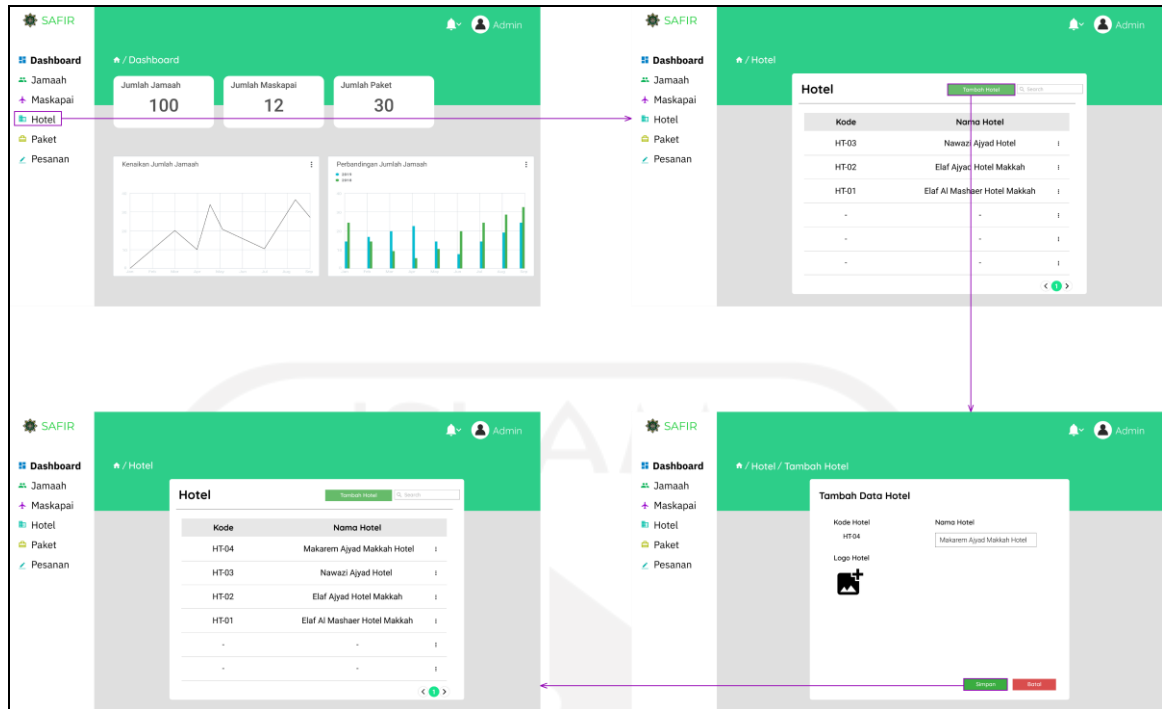 SAFIR
Admin
Dashboard
Jamaah
Maskapai
Hotel
Paket
Pesanan
/ Dashboard
Jumlah Jamaah
100
Jumlah Maskapai
12
Jumlah Paket
30
Kenaikan Jumlah Jamaah
Perbandingan Jumlah Jamaah
SAFIR
Admin
Dashboard
Jamaah
Maskapai
Hotel
Paket
Pesanan
/ Hotel
Hotel
Tambah Hotel
Search
Kode Nama Hotel
HT-03 Nawazi Ajyad Hotel
HT-02 Elaf Ajyad Hotel Makkah
HT-01 Elaf Al Mashaer Hotel Makkah
- -
- -
- -
1
SAFIR
Admin
Dashboard
Jamaah
Maskapai
Hotel
Paket
Pesanan
/ Hotel
Hotel
Tambah Hotel
Search
Kode Nama Hotel
HT-04 Makarem Ajyad Makkah Hotel
HT-03 Nawazi Ajyad Hotel
HT-02 Elaf Ajyad Hotel Makkah
HT-01 Elaf Al Mashaer Hotel Makkah
- -
- -
1
SAFIR
Admin
Dashboard
Jamaah
Maskapai
Hotel
Paket
Pesanan
/ Hotel / Tambah Hotel
Tambah Data Hotel
Kode Hotel Nama Hotel
HT-04 Makarem Ajyad Makkah Hotel
Logo Hotel
Simpan Batal